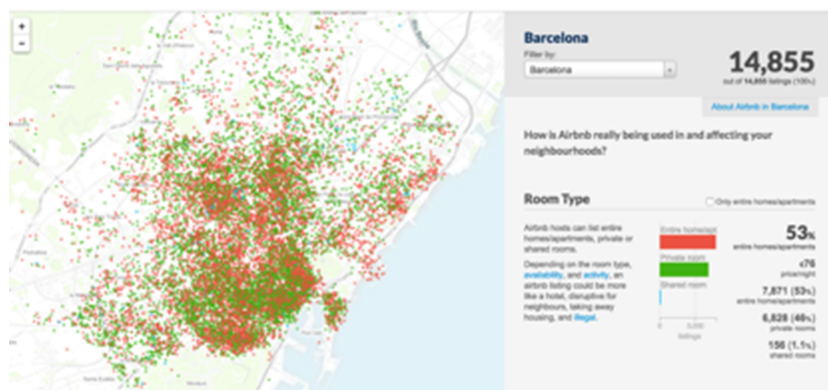 +
−
Barcelona
Filter by:
Barcelona
14,855
out of 14,855 listings (100%)
About Airbnb in Barcelona
How is Airbnb really being used in and affecting your
neighbourhoods?
Room Type
Only entire homes/apartments
Airbnb hosts can list entire
homes/apartments, private or
shared rooms.
Depending on the room type,
availability, and activity, an
airbnb listing could be more
like a hotel, disruptive for
neighbours, taking away
housing, and illegal.
Entire home/apt
Private room
Shared room
0
5,000
listings
53%
entire homes/apartments
€76
price/night
7,871 (53%)
entire homes/apartments
6,828 (46%)
private rooms
156 (1.1%)
shared rooms